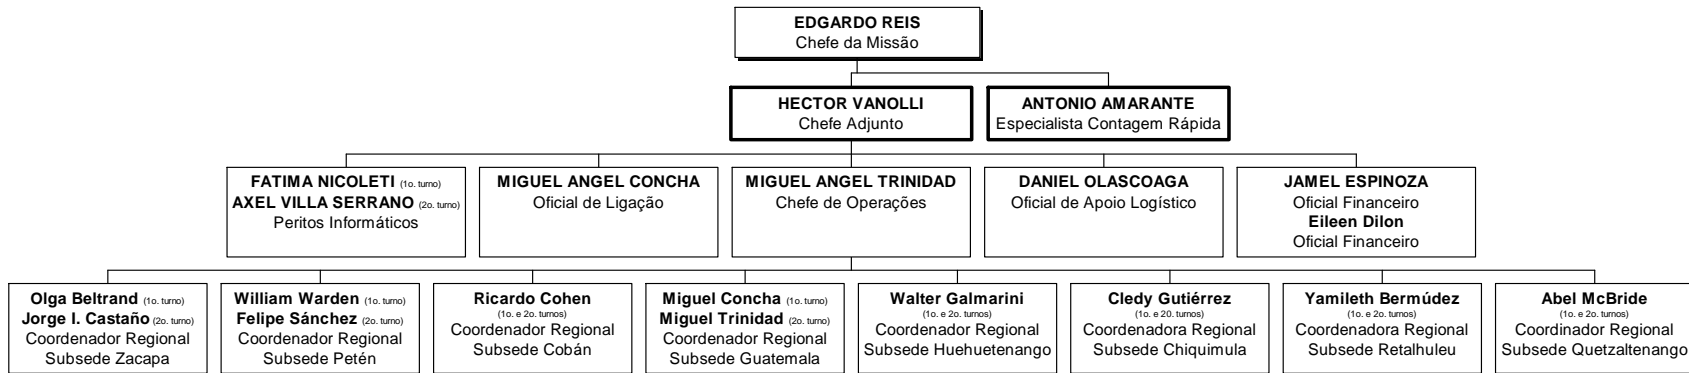 EDGARDO REIS
Chefe da Missão
HECTOR VANOLLI
Chefe Adjunto
ANTONIO AMARANTE
Especialista Contagem Rápida
FATIMA NICOLETI (1o. turno)
AXEL VILLA SERRANO (2o. turno)
Peritos Informáticos
MIGUEL ANGEL CONCHA
Oficial de Ligação
MIGUEL ANGEL TRINIDAD
Chefe de Operações
DANIEL OLASCOAGA
Oficial de Apoio Logístico
JAMEL ESPINOZA
Oficial Financeiro
Eileen Dilon
Oficial Financeiro
Olga Beltrand (1o. turno)
Jorge I. Castaño (2o. turno)
Coordenador Regional
Subsede Zacapa
William Warden (1o. turno)
Felipe Sánchez (2o. turno)
Coordenador Regional
Subsede Petén
Ricardo Cohen
(1o. e 2o. turnos)
Coordenador Regional
Subsede Cobán
Miguel Concha (1o. turno)
Miguel Trinidad (2o. turno)
Coordenador Regional
Subsede Guatemala
Walter Galmarini
(1o. e 2o. turnos)
Coordenador Regional
Subsede Huehuetenango
Cledy Gutiérrez
(1o. e 20. turnos)
Coordenadora Regional
Subsede Chiquimula
Yamileth Bermúdez
(1o. e 2o. turnos)
Coordenadora Regional
Subsede Retalhuleu
Abel McBride
(1o. e 2o. turnos)
Coordinador Regional
Subsede Quetzaltenango